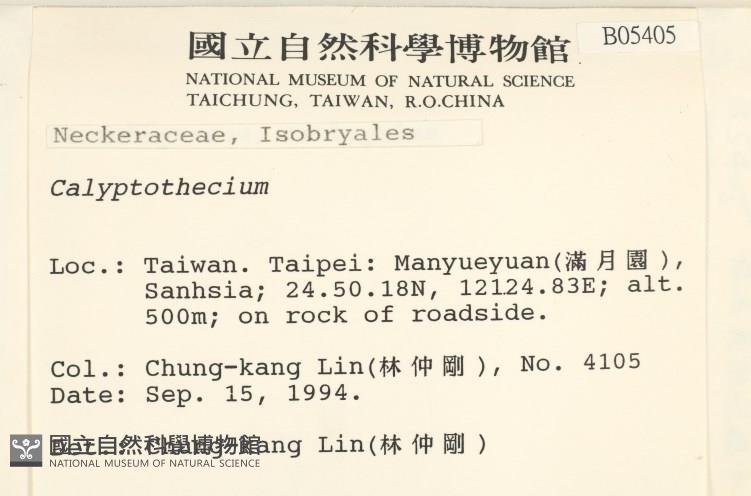 國立自然科學博物館
B05405
NATIONAL MUSEUM OF NATURAL SCIENCE
TAICHUNG, TAIWAN, R.O.CHINA
Neckeraceae, Isobryales
Calyptothecium
Loc.: Taiwan. Taipei: Manyueyuan(滿月園),
Sanhsia; 24.50.18N, 12124.83E; alt.
500m; on rock of roadside.
Col.: Chung-kang Lin(林仲剛), No. 4105
Date: Sep. 15, 1994.
Chung-kang Lin(林仲剛)
國立自然科學博物館
NATIONAL MUSEUM OF NATURAL SCIENCE